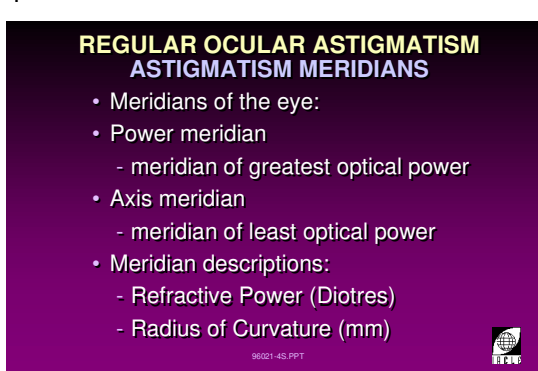 REGULAR OCULAR ASTIGMATISM
ASTIGMATISM MERIDIANS
• Meridians of the eye:
• Power meridian
- meridian of greatest optical power
• Axis meridian
- meridian of least optical power
• Meridian descriptions:
- Refractive Power (Diotres)
- Radius of Curvature (mm)
96021-4S.PPT
IACLE